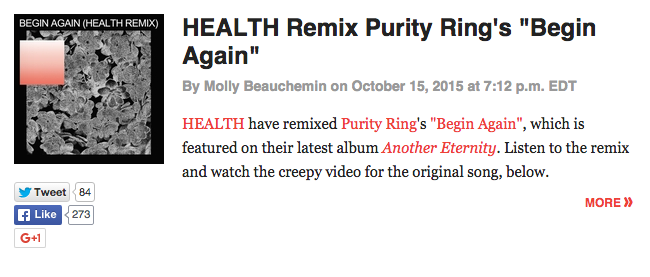 BEGIN AGAIN (HEALTH REMIX)
HEALTH Remix Purity Ring's "Begin
Again"
By Molly Beauchemin on October 15, 2015 at 7:12 p.m. EDT
HEALTH have remixed Purity Ring's "Begin Again", which is
featured on their latest album Another Eternity. Listen to the remix
and watch the creepy video for the original song, below.
MORE »
Tweet 84
Like 273
G+1